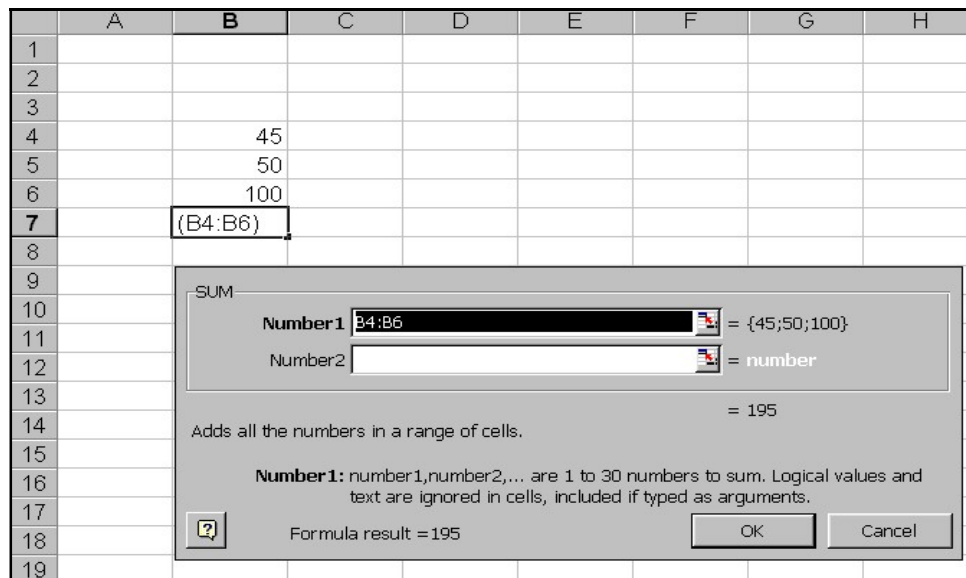 A B C D E F G H
1
2
3
4 45
5 50
6 100
7 (B4:B6)
8
9
SUM
10
Number1 B4:B6 = {45;50;100}
11
12
Number2 = number
13
= 195
14
Adds all the numbers in a range of cells.
15
16
Number1: number1,number2,... are 1 to 30 numbers to sum. Logical values and
text are ignored in cells, included if typed as arguments.
17
18
? Formula result =195 OK Cancel
19